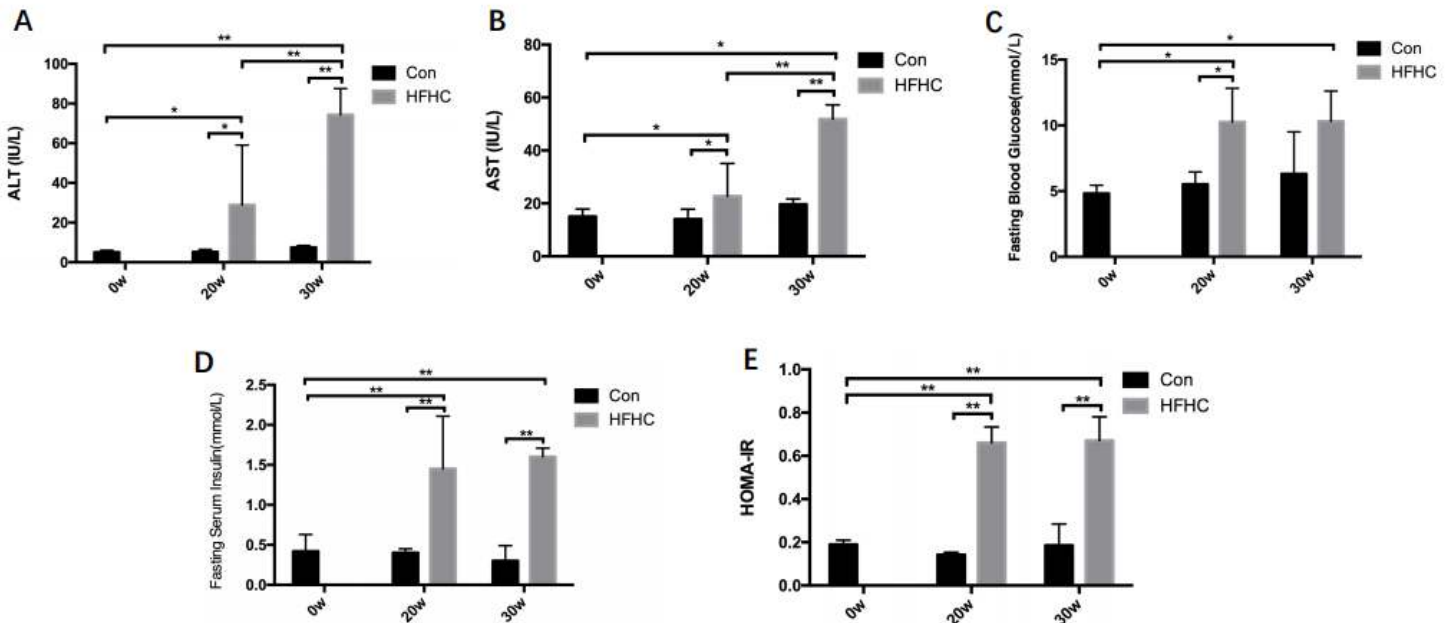 A
ALT (IU/L)
100
80
60
40
20
0
0w
20w
30w
**
**
**
*
*
Con
HFHC
B
AST (IU/L)
80
60
40
20
0
0w
20w
30w
*
**
**
*
*
Con
HFHC
C
Fasting Blood Glucose(mmol/L)
15
10
5
0
0w
20w
30w
*
*
*
Con
HFHC
D
Fasting Serum Insulin(mmol/L)
2.5
2.0
1.5
1.0
0.5
0.0
0w
20w
30w
**
**
**
**
Con
HFHC
E
HOMA-IR
1.0
0.8
0.6
0.4
0.2
0.0
0w
20w
30w
**
**
**
**
Con
HFHC